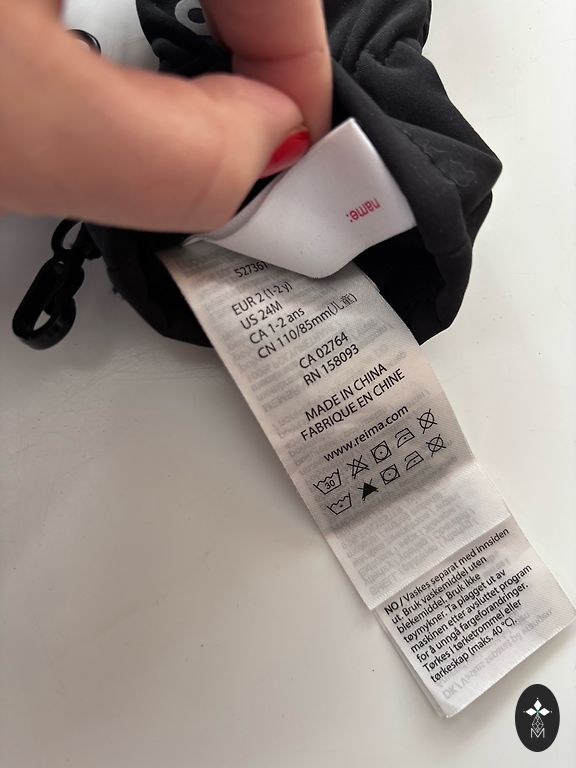 name:
527361
EUR 2 (1-2 y)
US 24M
CA 1-2 ans
CN 110/85mm(儿童)
CA 02764
RN 158093
MADE IN CHINA
FABRIQUE EN CHINE
www.reima.com
30
NO / Vaskes separat med innsiden
ut. Bruk vaskemiddel uten
blekemiddel. Bruk ikke
tøymykner. Ta plagget ut av
maskinen etter avsluttet program
for å unngå fargeforandringer.
Tørkes i tørketrommel eller
tørkeskap (maks. 40 °C).
M